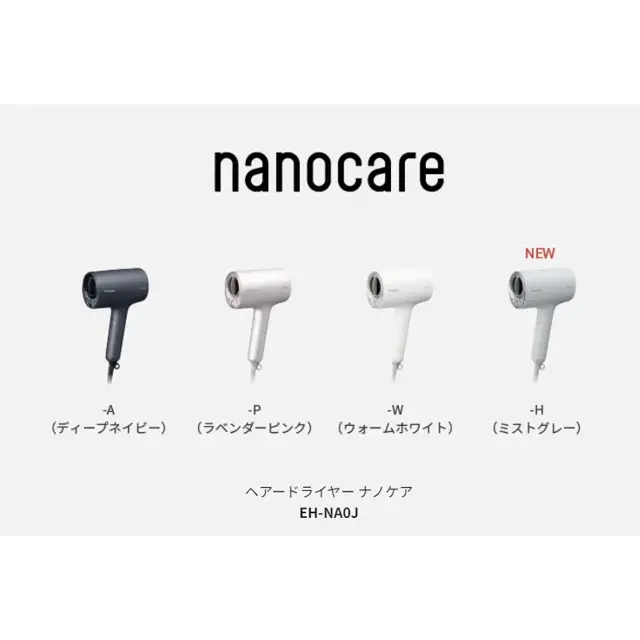 nanocare
NEW
-A
（ディープネイビー）
-P
（ラベンダーピンク）
-W
（ウォームホワイト）
-H
（ミストグレー）
ヘアードライヤー ナノケア
EH-NA0J